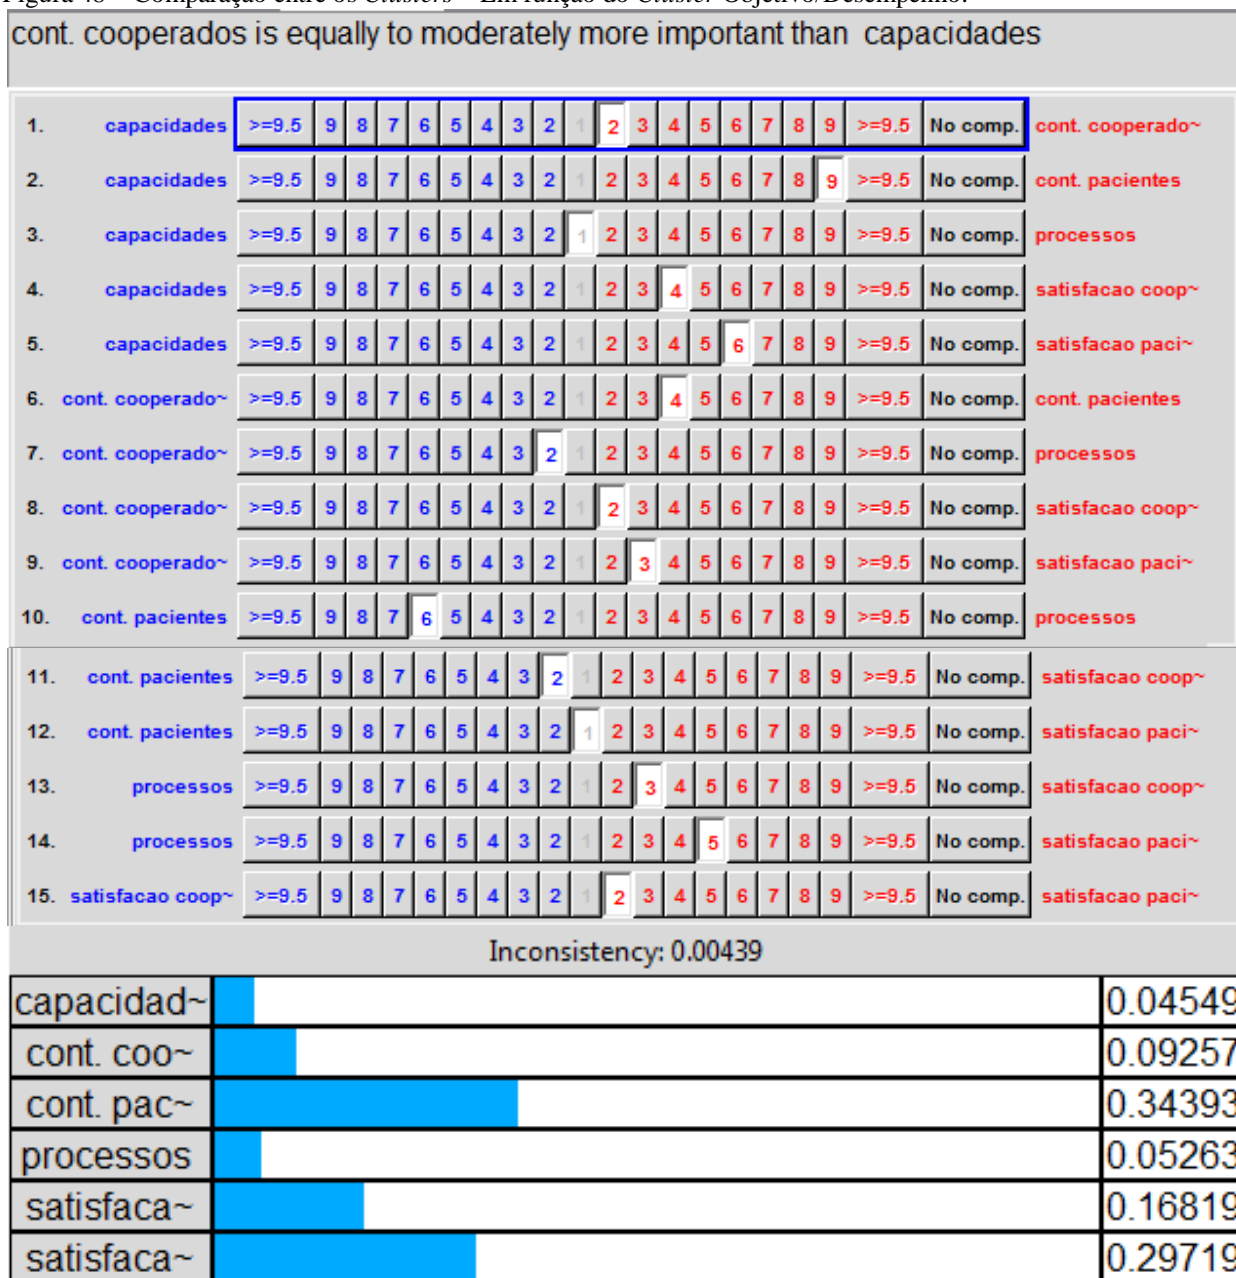 Figura 48 – Comparação entre os Clusters – Em função do Cluster Objetivo/Desempenho.
cont. cooperados is equally to moderately more important than capacidades
1. capacidades >=9.5 9 8 7 6 5 4 3 2 1 2 3 4 5 6 7 8 9 >=9.5 No comp. cont. cooperado~
2. capacidades >=9.5 9 8 7 6 5 4 3 2 1 2 3 4 5 6 7 8 9 >=9.5 No comp. cont. pacientes
3. capacidades >=9.5 9 8 7 6 5 4 3 2 1 2 3 4 5 6 7 8 9 >=9.5 No comp. processos
4. capacidades >=9.5 9 8 7 6 5 4 3 2 1 2 3 4 5 6 7 8 9 >=9.5 No comp. satisfacao coop~
5. capacidades >=9.5 9 8 7 6 5 4 3 2 1 2 3 4 5 6 7 8 9 >=9.5 No comp. satisfacao paci~
6. cont. cooperado~ >=9.5 9 8 7 6 5 4 3 2 1 2 3 4 5 6 7 8 9 >=9.5 No comp. cont. pacientes
7. cont. cooperado~ >=9.5 9 8 7 6 5 4 3 2 1 2 3 4 5 6 7 8 9 >=9.5 No comp. processos
8. cont. cooperado~ >=9.5 9 8 7 6 5 4 3 2 1 2 3 4 5 6 7 8 9 >=9.5 No comp. satisfacao coop~
9. cont. cooperado~ >=9.5 9 8 7 6 5 4 3 2 1 2 3 4 5 6 7 8 9 >=9.5 No comp. satisfacao paci~
10. cont. pacientes >=9.5 9 8 7 6 5 4 3 2 1 2 3 4 5 6 7 8 9 >=9.5 No comp. processos
11. cont. pacientes >=9.5 9 8 7 6 5 4 3 2 1 2 3 4 5 6 7 8 9 >=9.5 No comp. satisfacao coop~
12. cont. pacientes >=9.5 9 8 7 6 5 4 3 2 1 2 3 4 5 6 7 8 9 >=9.5 No comp. satisfacao paci~
13. processos >=9.5 9 8 7 6 5 4 3 2 1 2 3 4 5 6 7 8 9 >=9.5 No comp. satisfacao coop~
14. processos >=9.5 9 8 7 6 5 4 3 2 1 2 3 4 5 6 7 8 9 >=9.5 No comp. satisfacao paci~
15. satisfacao coop~ >=9.5 9 8 7 6 5 4 3 2 1 2 3 4 5 6 7 8 9 >=9.5 No comp. satisfacao paci~
Inconsistency: 0.00439
capacidad~ 0.04549
cont. coo~ 0.09257
cont. pac~ 0.34393
processos 0.05263
satisfaca~ 0.16819
satisfaca~ 0.29719